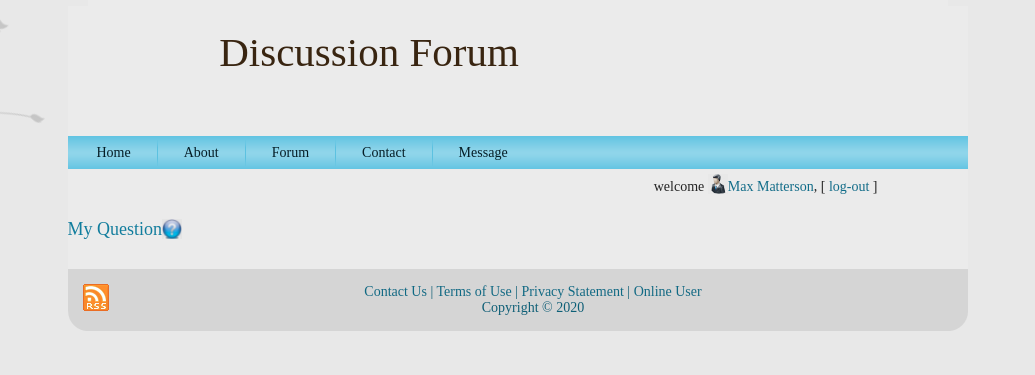 Discussion Forum
Home About Forum Contact Message
welcome Max Matterson, [ log-out ]
My Question
RSS
Contact Us | Terms of Use | Privacy Statement | Online User
Copyright © 2020